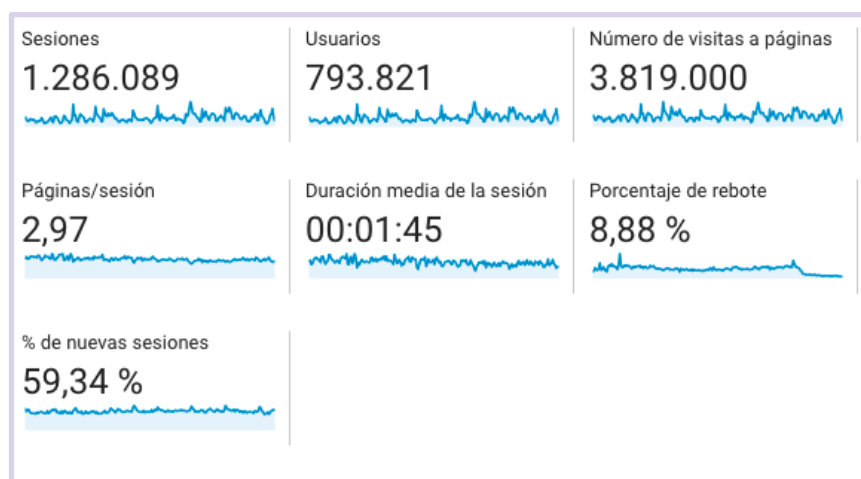 Sesiones
1.286.089
Usuarios
793.821
Número de visitas a páginas
3.819.000
Páginas/sesión
2,97
Duración media de la sesión
00:01:45
Porcentaje de rebote
8,88 %
% de nuevas sesiones
59,34 %